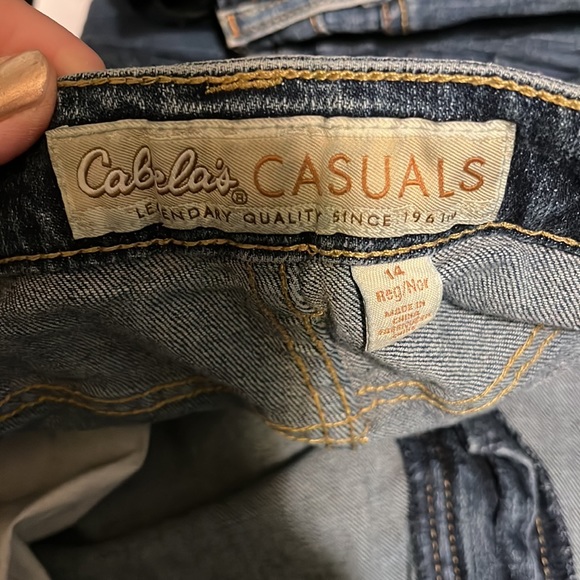 Cabela's® CASUALS
LEGENDARY QUALITY SINCE 1961
14
Reg/Nor
MADE IN
CHINA